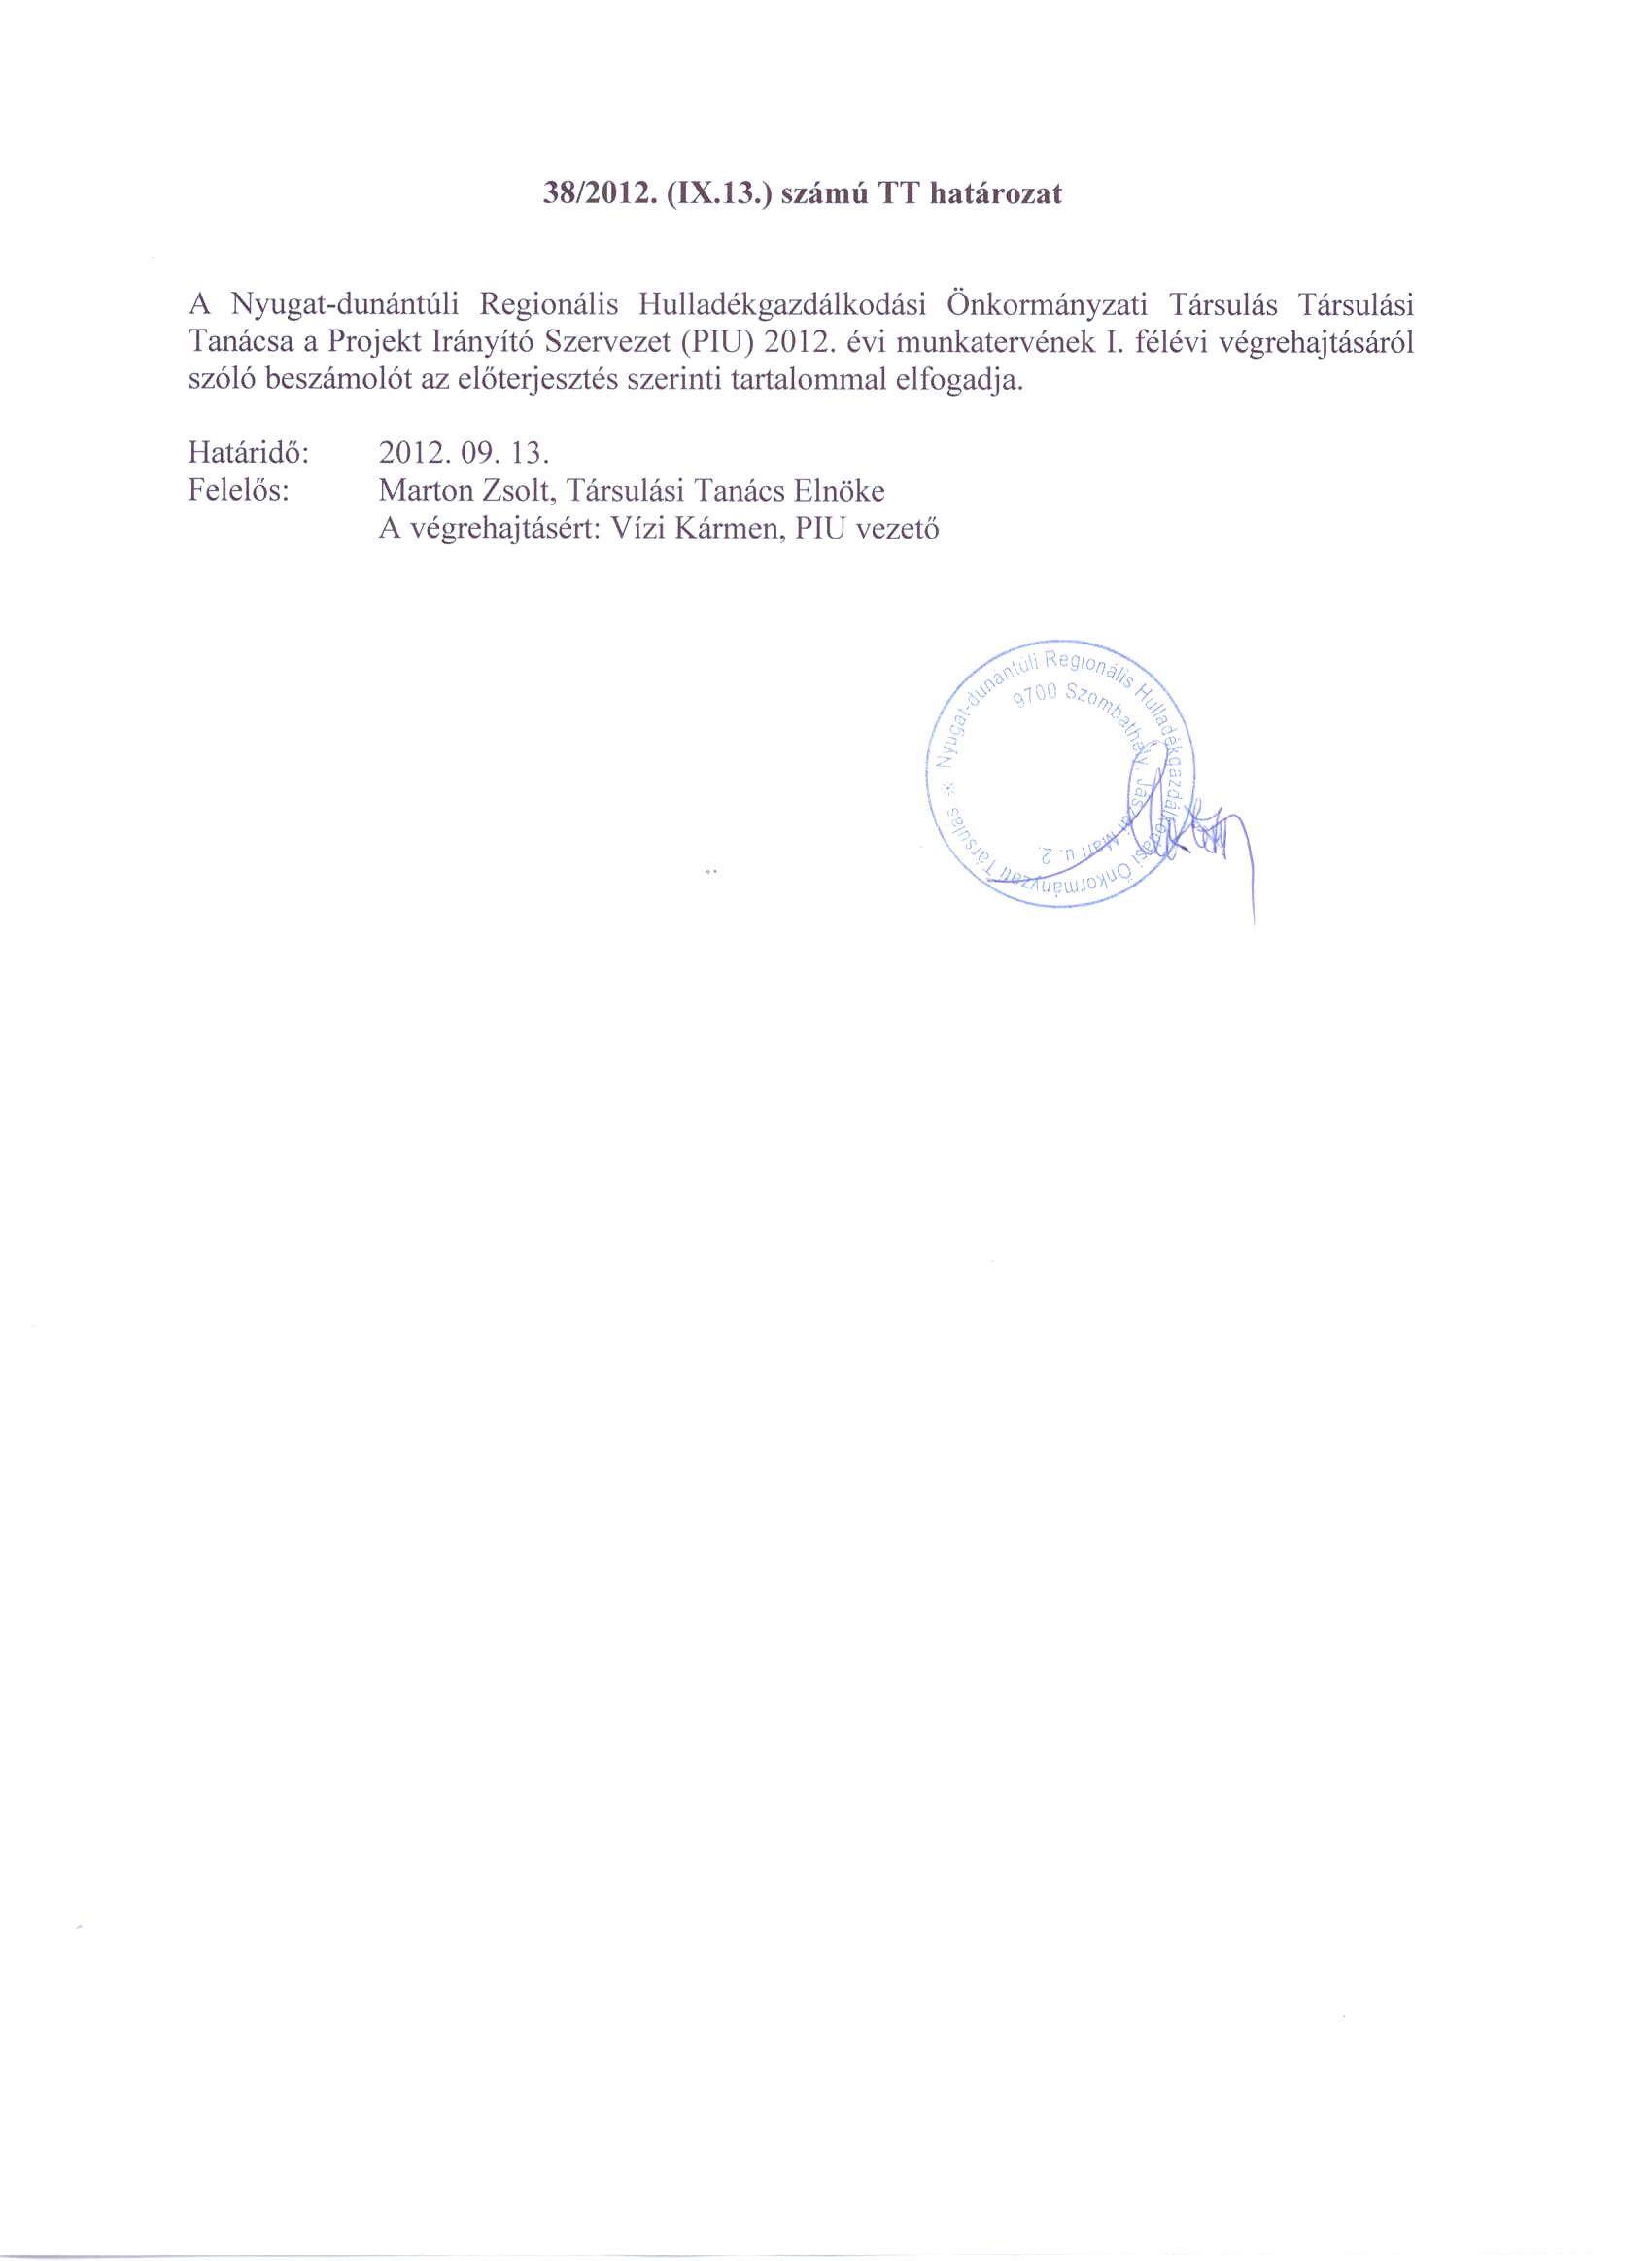 38/2012. (IX.13.) számú TT határozat
A Nyugat-dunántúli Regionális Hulladékgazdálkodási Önkormányzati Társulás Társulási
Tanácsa a Projekt Irányító Szervezet (PIU) 2012. évi munkatervének I. félévi végrehajtásáról
szóló beszámolót az előterjesztés szerinti tartalommal elfogadja.
Határidő: 2012. 09. 13.
Felelős: Marton Zsolt, Társulási Tanács Elnöke
A végrehajtásért: Vízi Kármen, PIU vezető
Nyugat-dunántúli Regionális Hulladékgazdálkodási Önkormányzati Társulás
9700 Szombathely, Jászai Mari u. 2.